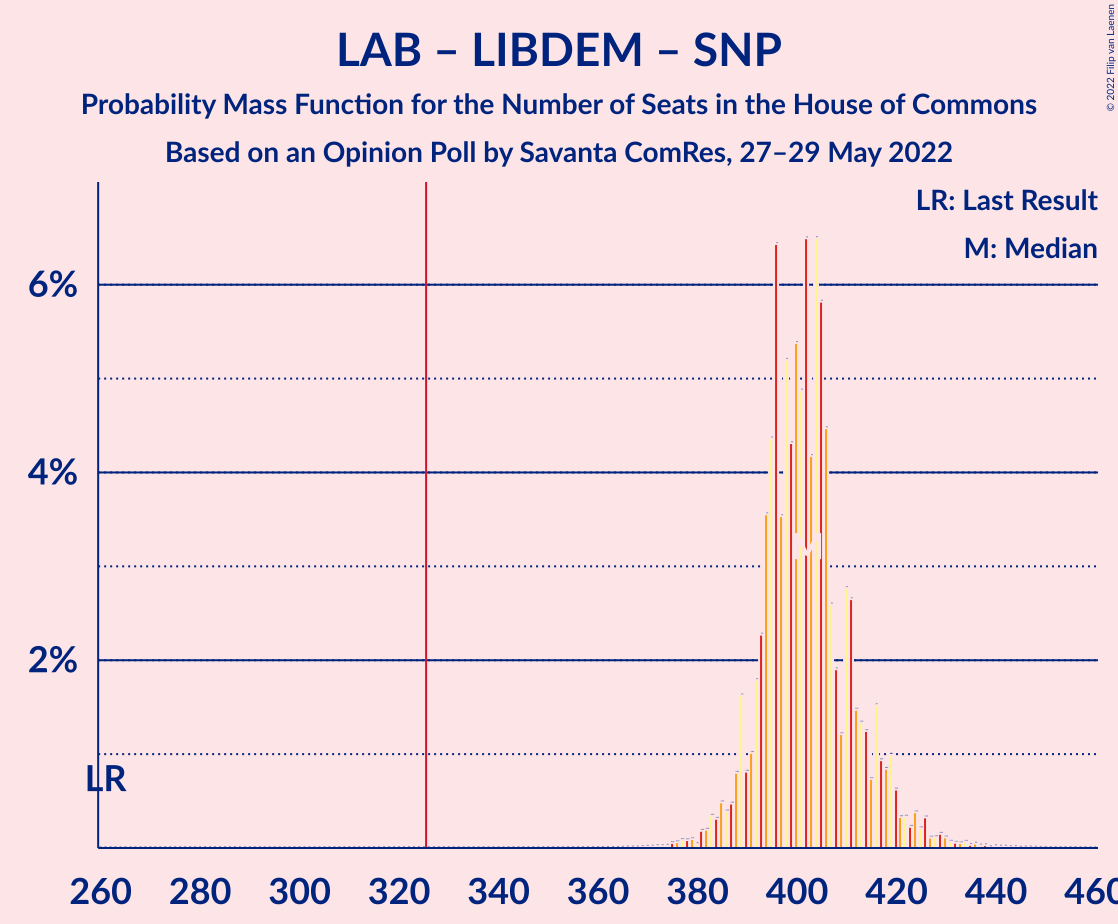 LAB – LIBDEM – SNP
Probability Mass Function for the Number of Seats in the House of Commons
Based on an Opinion Poll by Savanta ComRes, 27–29 May 2022
© 2022 Filip van Laenen
LR: Last Result
M: Median
6%
4%
2%
M
LR
260 280 300 320 340 360 380 400 420 440 460